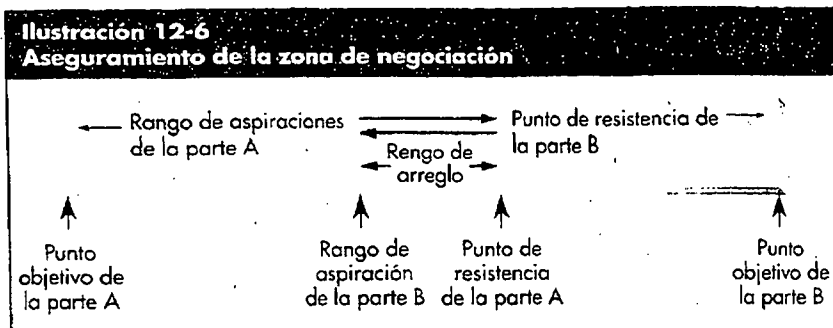 Ilustración 12-6
Aseguramiento de la zona de negociación
Rango de aspiraciones
de la parte A
Punto de resistencia de
la parte B
Rengo de
arreglo
Punto
objetivo de
la parte A
Rango de
aspiración
de la parte B
Punto de
resistencia
de la parte A
Punto
objetivo de
la parte B